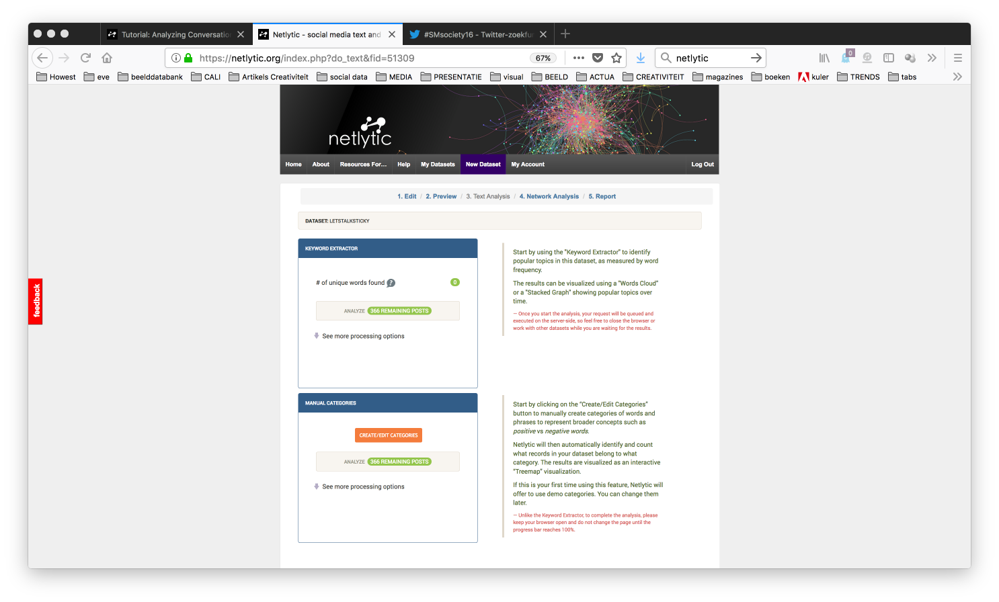 Tutorial: Analyzing Conversatio
Netlytic - social media text and
#SMsociety16 - Twitter-zoekfu
https://netlytic.org/index.php?do_text&fid=51309
67%
netlytic
0
Howest
eve
beelddatabank
CALI
Artikels Creativiteit
social data
MEDIA
PRESENTATIE
visual
BEELD
ACTUA
CREATIVITEIT
magazines
boeken
kuler
TRENDS
tabs
netlytic
Home
About
Resources For...
Help
My Datasets
New Dataset
My Account
Log Out
1. Edit / 2. Preview / 3. Text Analysis / 4. Network Analysis / 5. Report
DATASET: LETSTALKSTICKY
KEYWORD EXTRACTOR
# of unique words found ?
0
ANALYZE 366 REMAINING POSTS
See more processing options
Start by using the "Keyword Extractor" to identify
popular topics in this dataset, as measured by word
frequency.
The results can be visualized using a "Words Cloud"
or a "Stacked Graph" showing popular topics over
time.
— Once you start the analysis, your request will be queued and
executed on the server-side, so feel free to close the browser or
work with other datasets while you are waiting for the results.
feedback
MANUAL CATEGORIES
CREATE/EDIT CATEGORIES
ANALYZE 366 REMAINING POSTS
See more processing options
Start by clicking on the “Create/Edit Categories”
button to manually create categories of words and
phrases to represent broader concepts such as
positive vs negative words.
Netlytic will then automatically identify and count
what records in your dataset belong to what
category. The results are visualized as an interactive
“Treemap” visualization.
If this is your first time using this feature, Netlytic will
offer to use demo categories. You can change them
later.
— Unlike the Keyword Extractor, to complete the analysis, please
keep your browser open and do not change the page until the
progress bar reaches 100%.